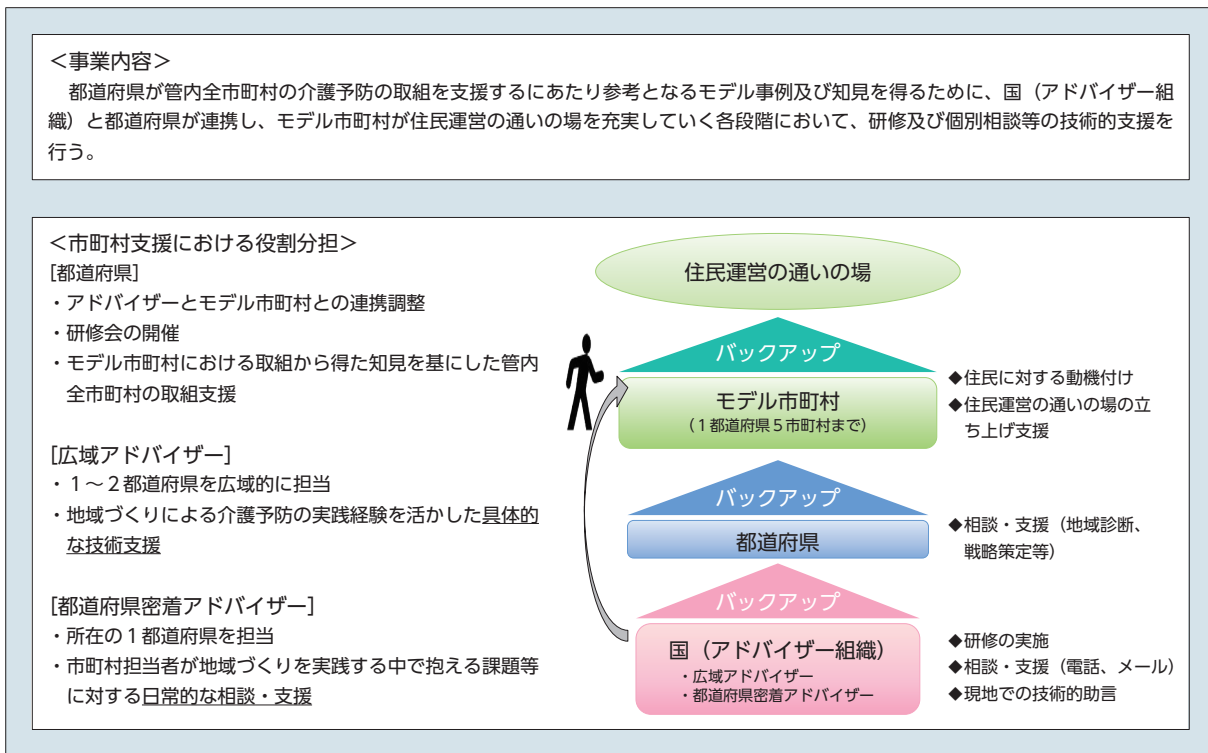 ＜事業内容＞
　都道府県が管内全市町村の介護予防の取組を支援するにあたり参考となるモデル事例及び知見を得るために、国（アドバイザー組
織）と都道府県が連携し、モデル市町村が住民運営の通いの場を充実していく各段階において、研修及び個別相談等の技術的支援を
行う。
＜市町村支援における役割分担＞
[都道府県]
・アドバイザーとモデル市町村との連携調整
・研修会の開催
・モデル市町村における取組から得た知見を基にした管内
全市町村の取組支援
[広域アドバイザー]
・１～２都道府県を広域的に担当
・地域づくりによる介護予防の実践経験を活かした具体的
な技術支援
[都道府県密着アドバイザー]
・所在の１都道府県を担当
・市町村担当者が地域づくりを実践する中で抱える課題等
に対する日常的な相談・支援
住民運営の通いの場
バックアップ
モデル市町村
（１都道府県５市町村まで）
◆住民に対する動機付け
◆住民運営の通いの場の立
ち上げ支援
バックアップ
都道府県
◆相談・支援（地域診断、
戦略策定等）
バックアップ
国（アドバイザー組織）
・広域アドバイザー
・都道府県密着アドバイザー
◆研修の実施
◆相談・支援（電話、メール）
◆現地での技術的助言